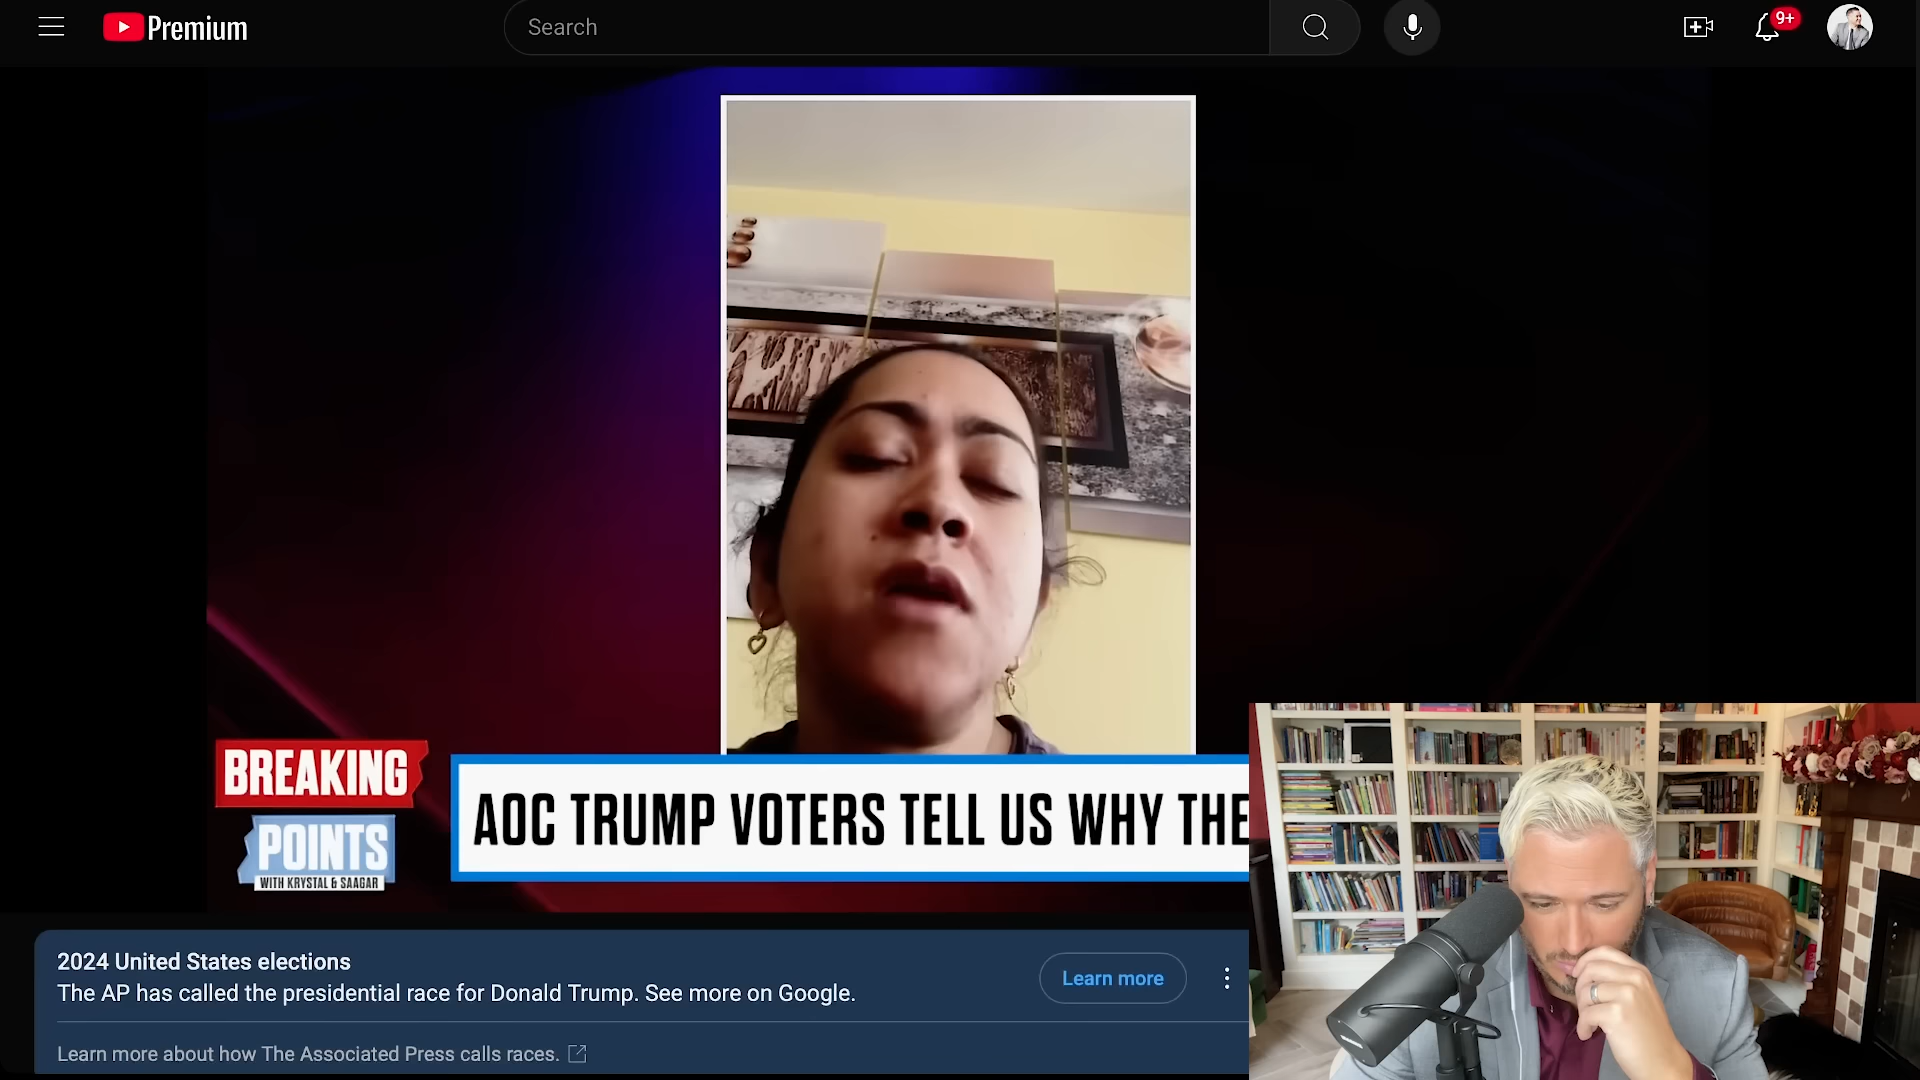 Premium
Search
9+
BREAKING
POINTS
WITH KRYSTAL & SAAGAR
AOC TRUMP VOTERS TELL US WHY THE
2024 United States elections
The AP has called the presidential race for Donald Trump. See more on Google.
Learn more
Learn more about how The Associated Press calls races.